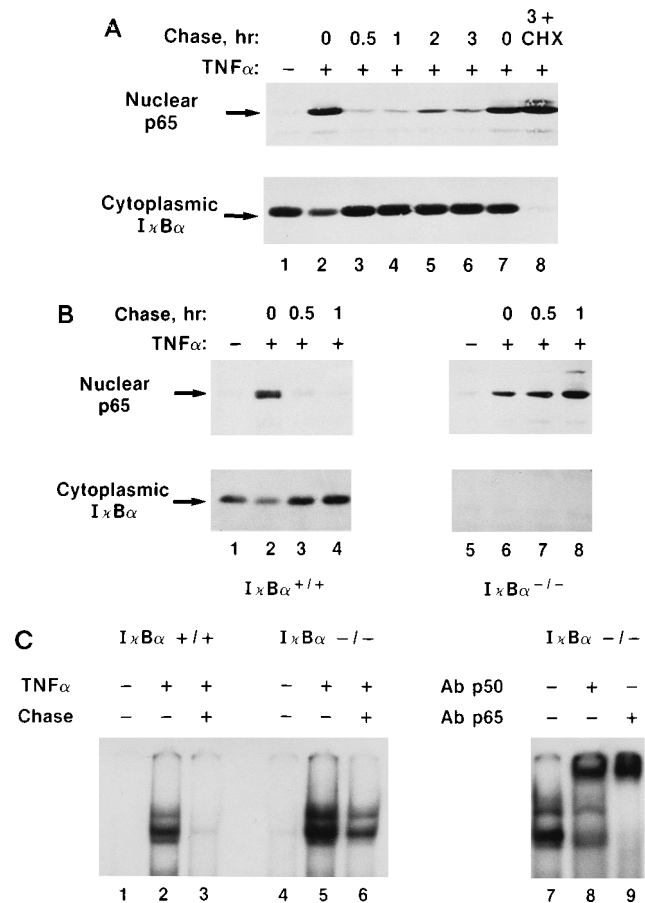 A
3 +
Chase, hr: 0 0.5 1 2 3 0 CHX
TNFα: – + + + + + + +
Nuclear
p65
Cytoplasmic
IϰBα
1 2 3 4 5 6 7 8
B
Chase, hr: 0 0.5 1 0 0.5 1
TNFα: – + + + – + + +
Nuclear
p65
Cytoplasmic
IϰBα
1 2 3 4 5 6 7 8
IϰBα +/+ IϰBα –/–
C
IϰBα +/+ IϰBα –/– IϰBα –/–
TNFα – + + – + + Ab p50 – + –
Chase – – + – – + Ab p65 – – +
1 2 3 4 5 6 7 8 9